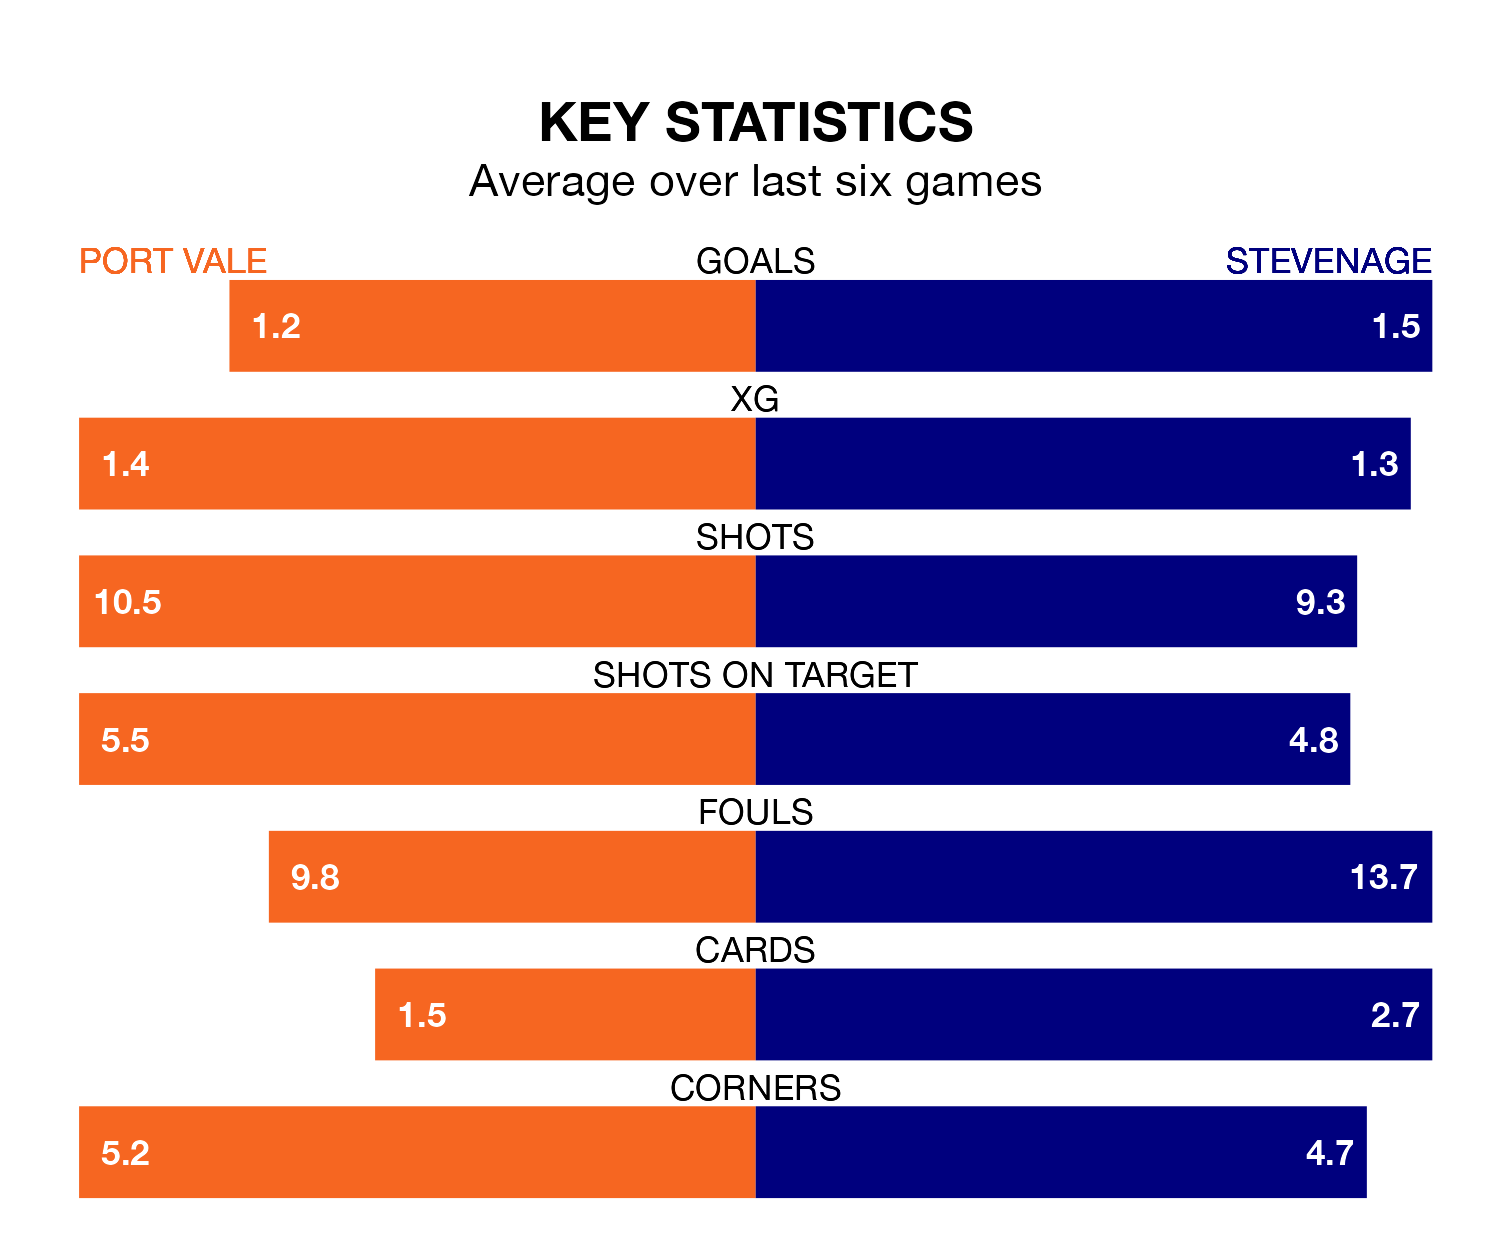 KEY STATISTICS
Average over last six games
PORT VALE GOALS STEVENAGE
1.2 1.5
XG
1.4 1.3
SHOTS
10.5 9.3
SHOTS ON TARGET
5.5 4.8
FOULS
9.8 13.7
CARDS
1.5 2.7
CORNERS
5.2 4.7